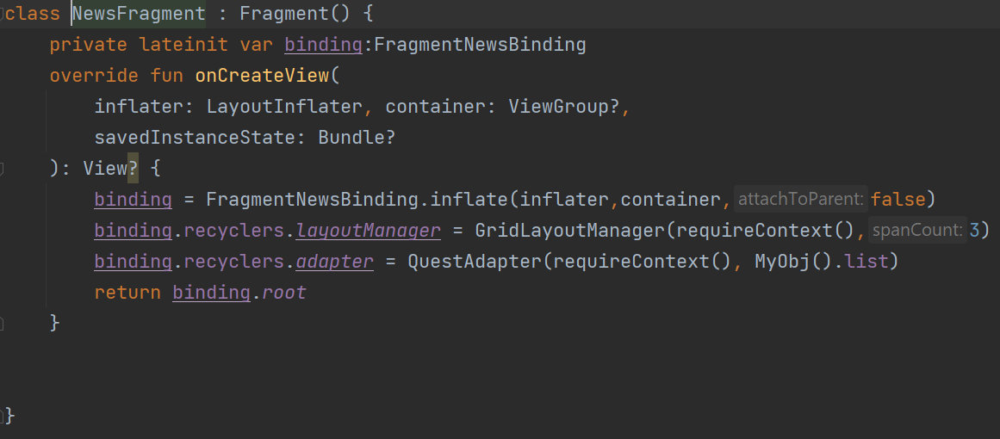 class NewsFragment : Fragment() {
private lateinit var binding:FragmentNewsBinding
override fun onCreateView(
inflater: LayoutInflater, container: ViewGroup?,
savedInstanceState: Bundle?
): View? {
binding = FragmentNewsBinding.inflate(inflater,container, attachToParent: false)
binding.recyclers.layoutManager = GridLayoutManager(requireContext(), spanCount: 3)
binding.recyclers.adapter = QuestAdapter(requireContext(), MyObj().list)
return binding.root
}
}